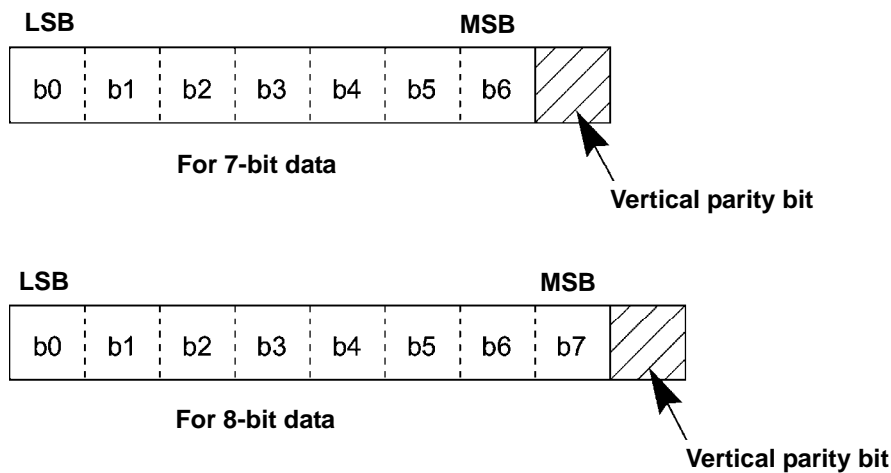 LSB MSB
b0 b1 b2 b3 b4 b5 b6
For 7-bit data
Vertical parity bit
LSB MSB
b0 b1 b2 b3 b4 b5 b6 b7
For 8-bit data
Vertical parity bit